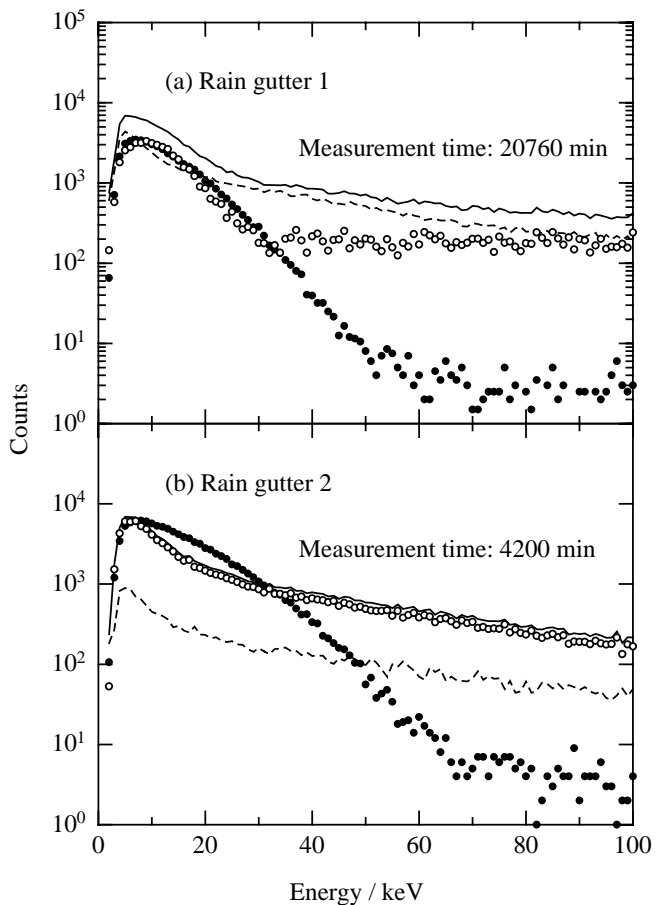 10^5
(a) Rain gutter 1
10^4
Measurement time: 20760 min
10^3
10^2
10^1
10^0
Counts
(b) Rain gutter 2
10^4
Measurement time: 4200 min
10^3
10^2
10^1
10^0
0 20 40 60 80 100
Energy / keV